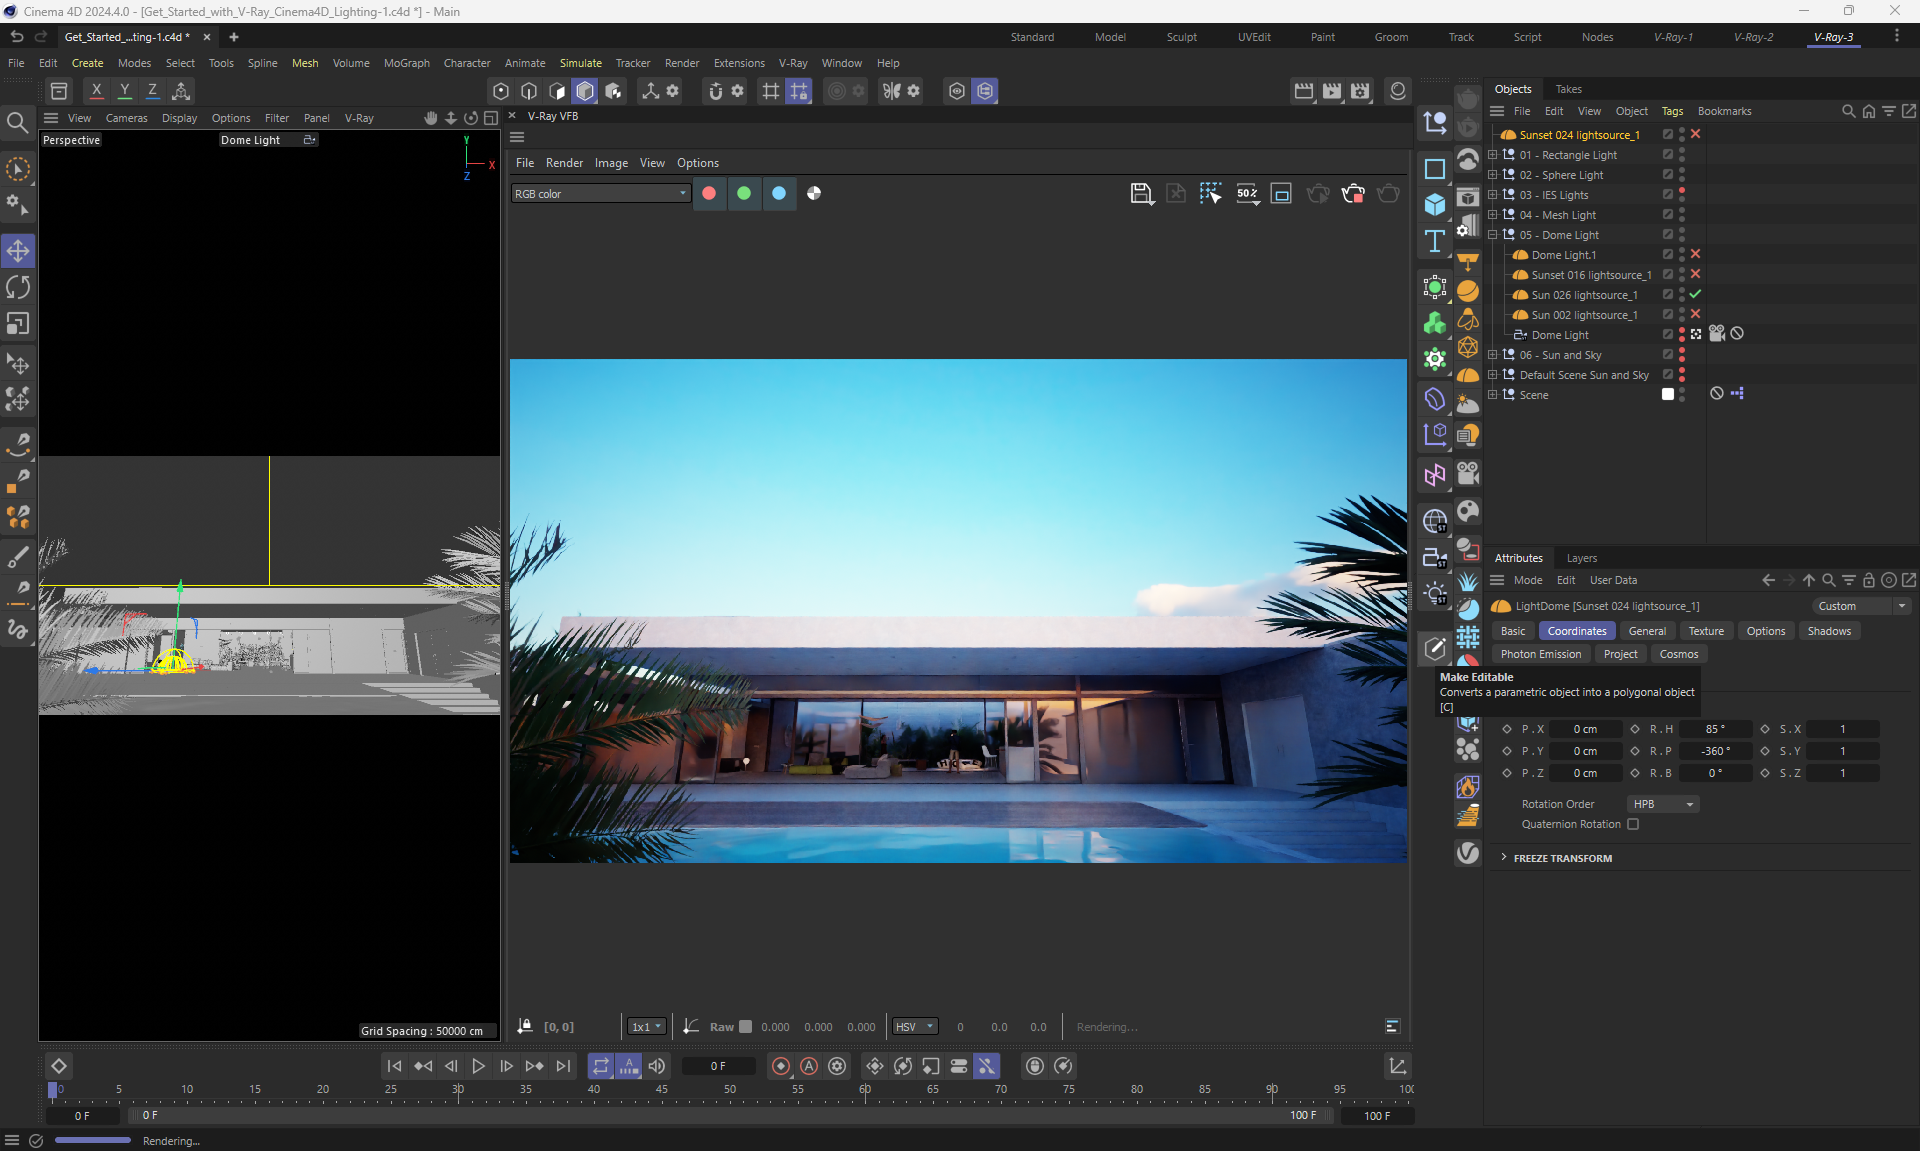 Cinema 4D 2024.4.0 - [Get_Started_with_V-Ray_Cinema4D_Lighting-1.c4d *] - Main
Get_Started_...ting-1.c4d *
Standard Model Sculpt UVEdit Paint Groom Track Script Nodes V-Ray-1 V-Ray-2 V-Ray-3
File Edit Create Modes Select Tools Spline Mesh Volume MoGraph Character Animate Simulate Tracker Render Extensions V-Ray Window Help
X Y Z
Objects Takes
View Cameras Display Options Filter Panel V-Ray
V-Ray VFB
File Edit View Object Tags Bookmarks
Perspective
Dome Light
Y
X
Z
File Render Image View Options
RGB color
50%
Sunset 024 lightsource_1
01 - Rectangle Light
02 - Sphere Light
03 - IES Lights
04 - Mesh Light
05 - Dome Light
Dome Light.1
Sunset 016 lightsource_1
Sun 026 lightsource_1
Sun 002 lightsource_1
Dome Light
06 - Sun and Sky
Default Scene Sun and Sky
Scene
ST
ST
ST
Attributes Layers
Mode Edit User Data
LightDome [Sunset 024 lightsource_1]
Custom
Basic Coordinates General Texture Options Shadows
Photon Emission Project Cosmos
Make Editable
Converts a parametric object into a polygonal object
[C]
P . X 0 cm R . H 85 ° S . X 1
P . Y 0 cm R . P -360 ° S . Y 1
P . Z 0 cm R . B 0 ° S . Z 1
Rotation Order HPB
Quaternion Rotation
FREEZE TRANSFORM
Grid Spacing : 50000 cm
[0, 0] 1x1 Raw 0.000 0.000 0.000 HSV 0 0.0 0.0 Rendering...
0 F
0 5 10 15 20 25 30 35 40 45 50 55 60 65 70 75 80 85 90 95 100
0 F 0 F 100 F 100 F
Rendering...